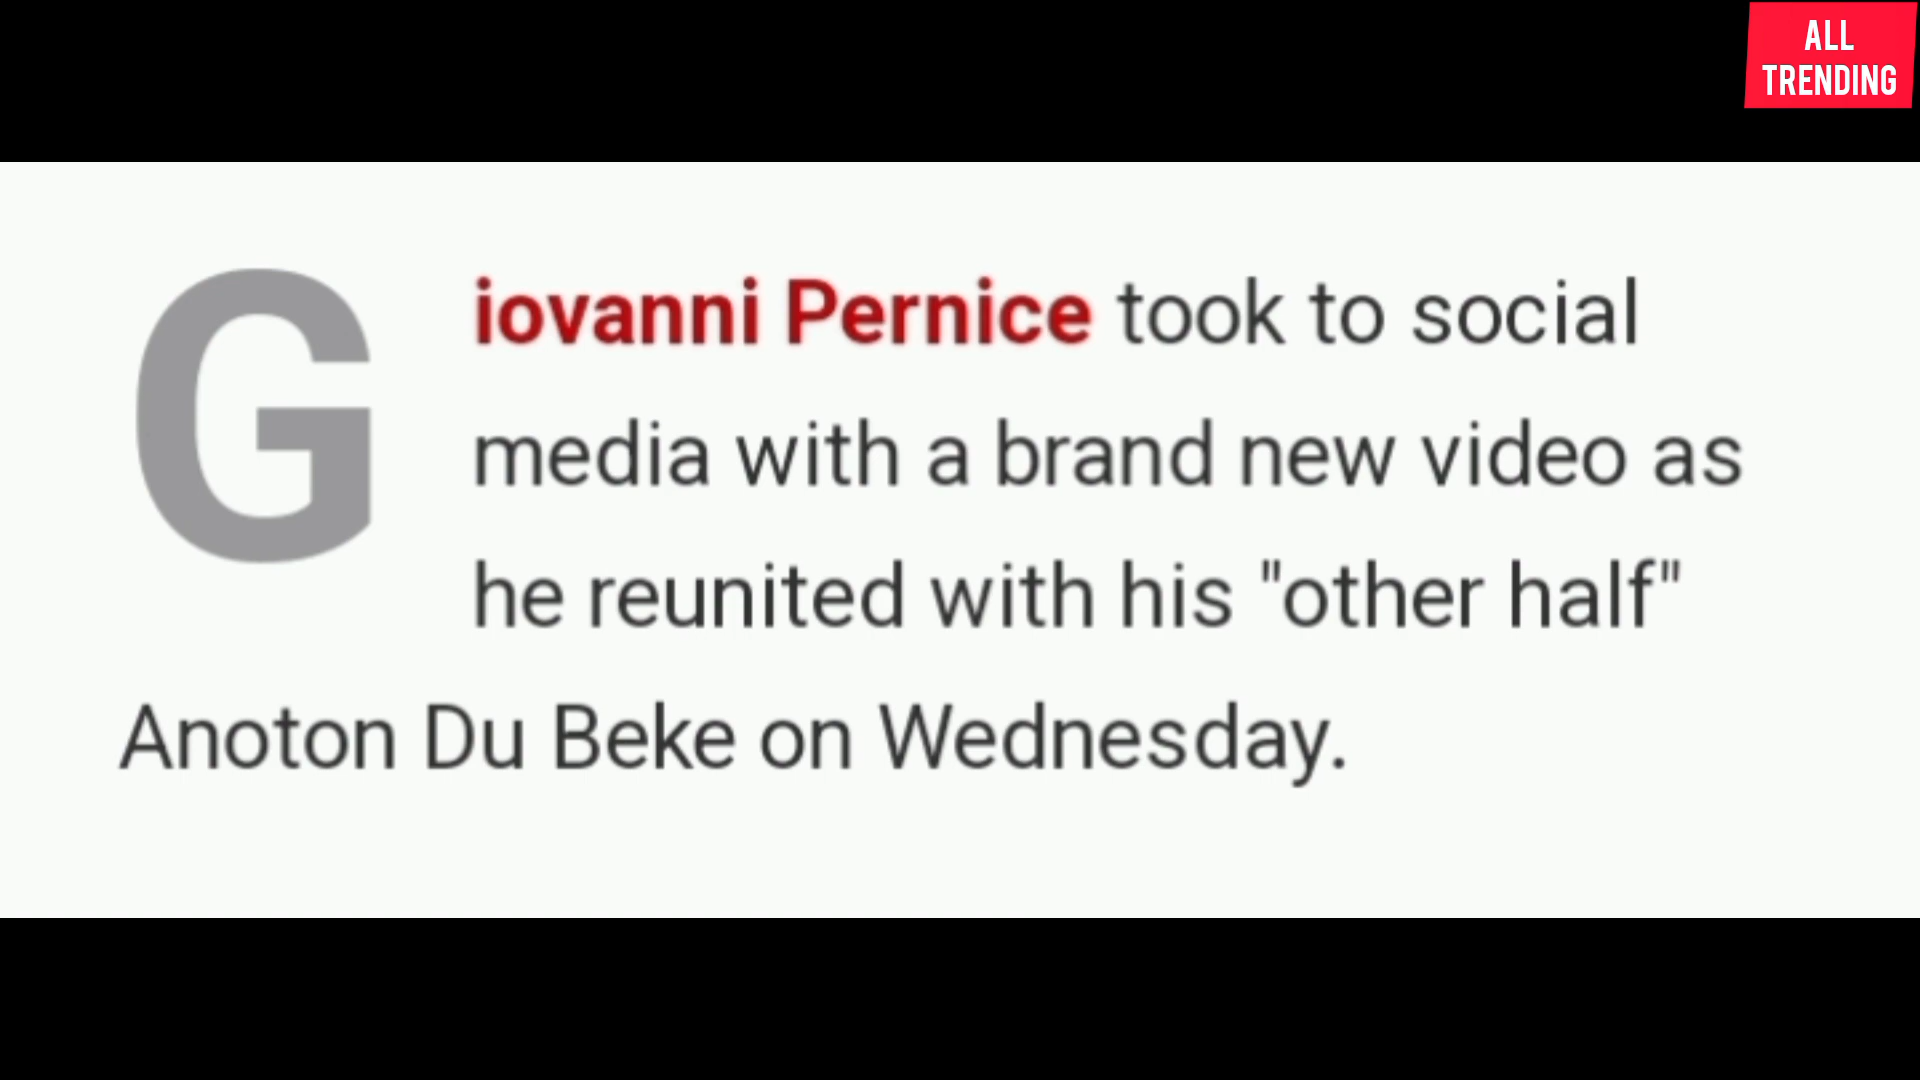 ALL
TRENDING
Giovanni Pernice took to social
media with a brand new video as
he reunited with his "other half"
Anoton Du Beke on Wednesday.